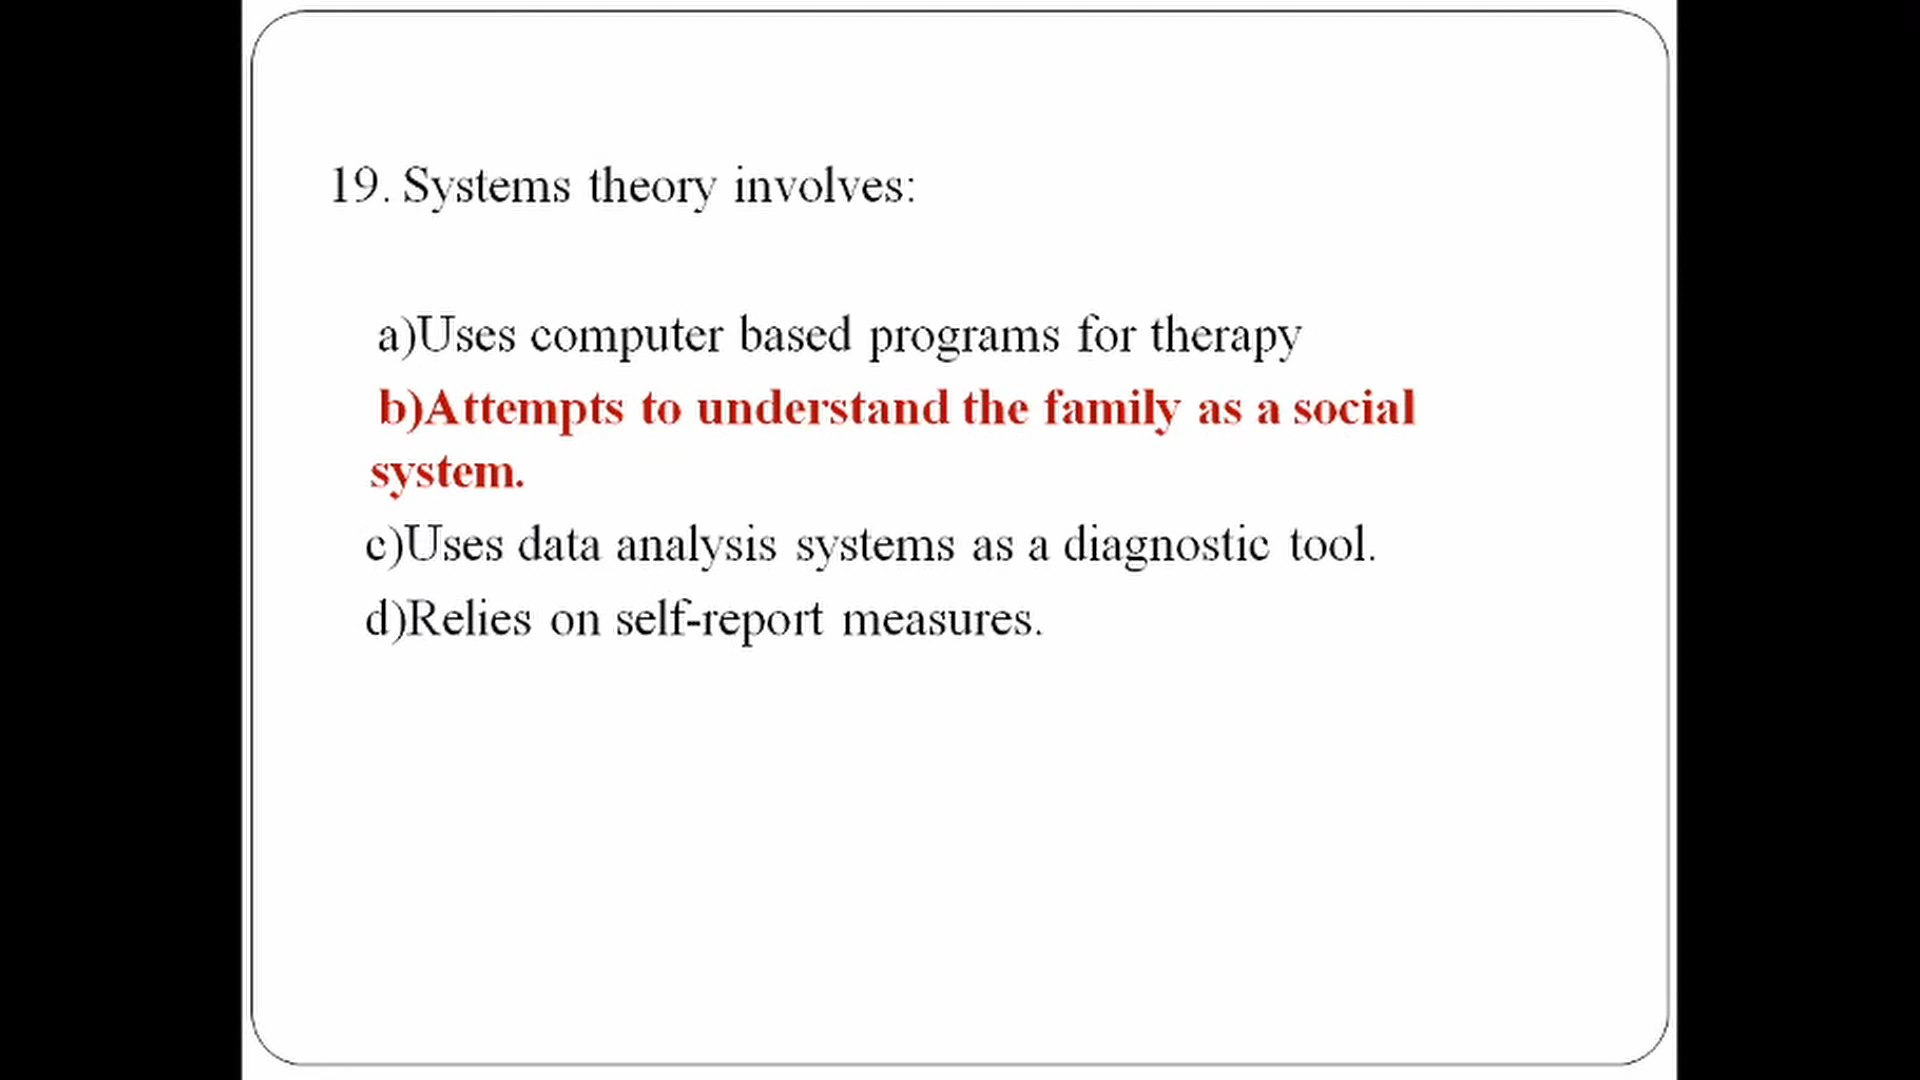 19. Systems theory involves:
a)Uses computer based programs for therapy
b)Attempts to understand the family as a social
system.
c)Uses data analysis systems as a diagnostic tool.
d)Relies on self-report measures.